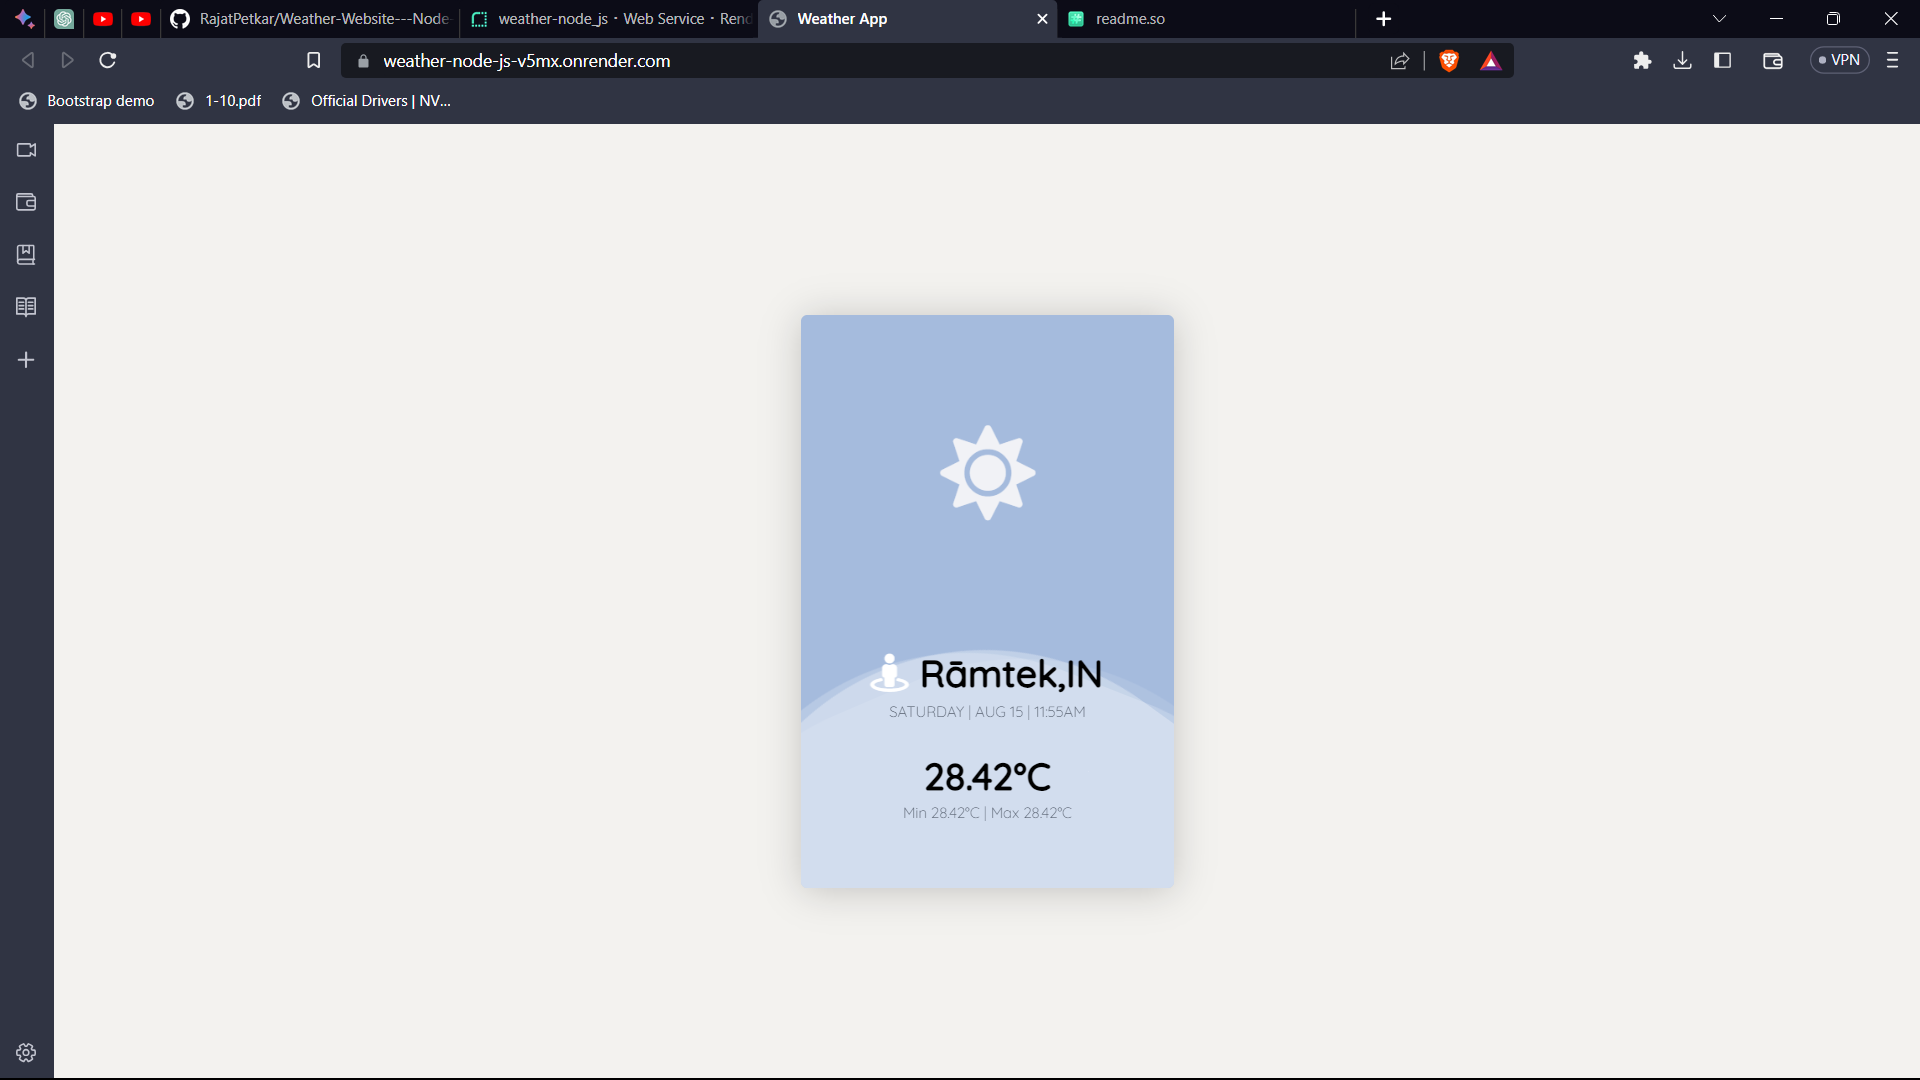 RajatPetkar/Weather-Website---Node-
weather-node_js · Web Service · Rend
Weather App
readme.so
weather-node-js-v5mx.onrender.com
VPN
Bootstrap demo
1-10.pdf
Official Drivers | NV...
Rāmtek,IN
SATURDAY | AUG 15 | 11:55AM
28.42°C
Min 28.42°C | Max 28.42°C